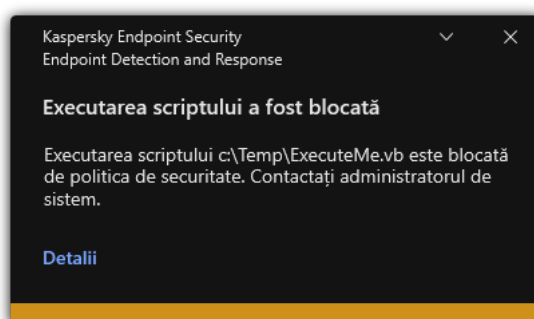 Kaspersky Endpoint Security
Endpoint Detection and Response
Executarea scriptului a fost blocată
Executarea scriptului c:\Temp\ExecuteMe.vb este blocată
de politica de securitate. Contactați administratorul de
sistem.
Detalii